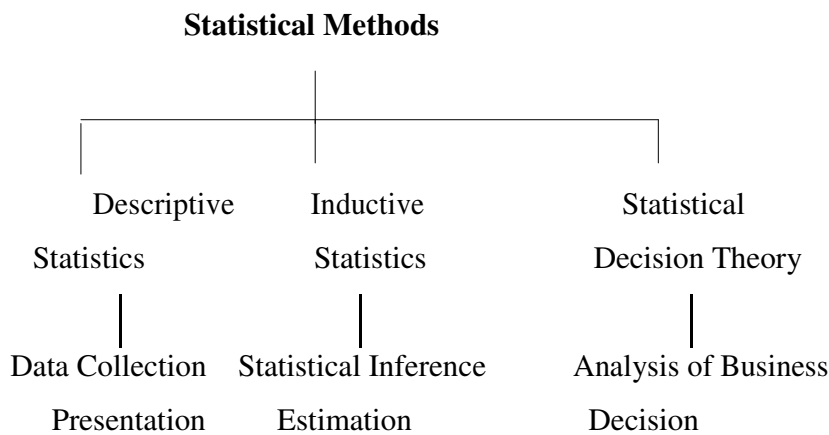 Statistical Methods
Descriptive Inductive Statistical
Statistics Statistics Decision Theory
Data Collection Statistical Inference Analysis of Business
Presentation Estimation Decision